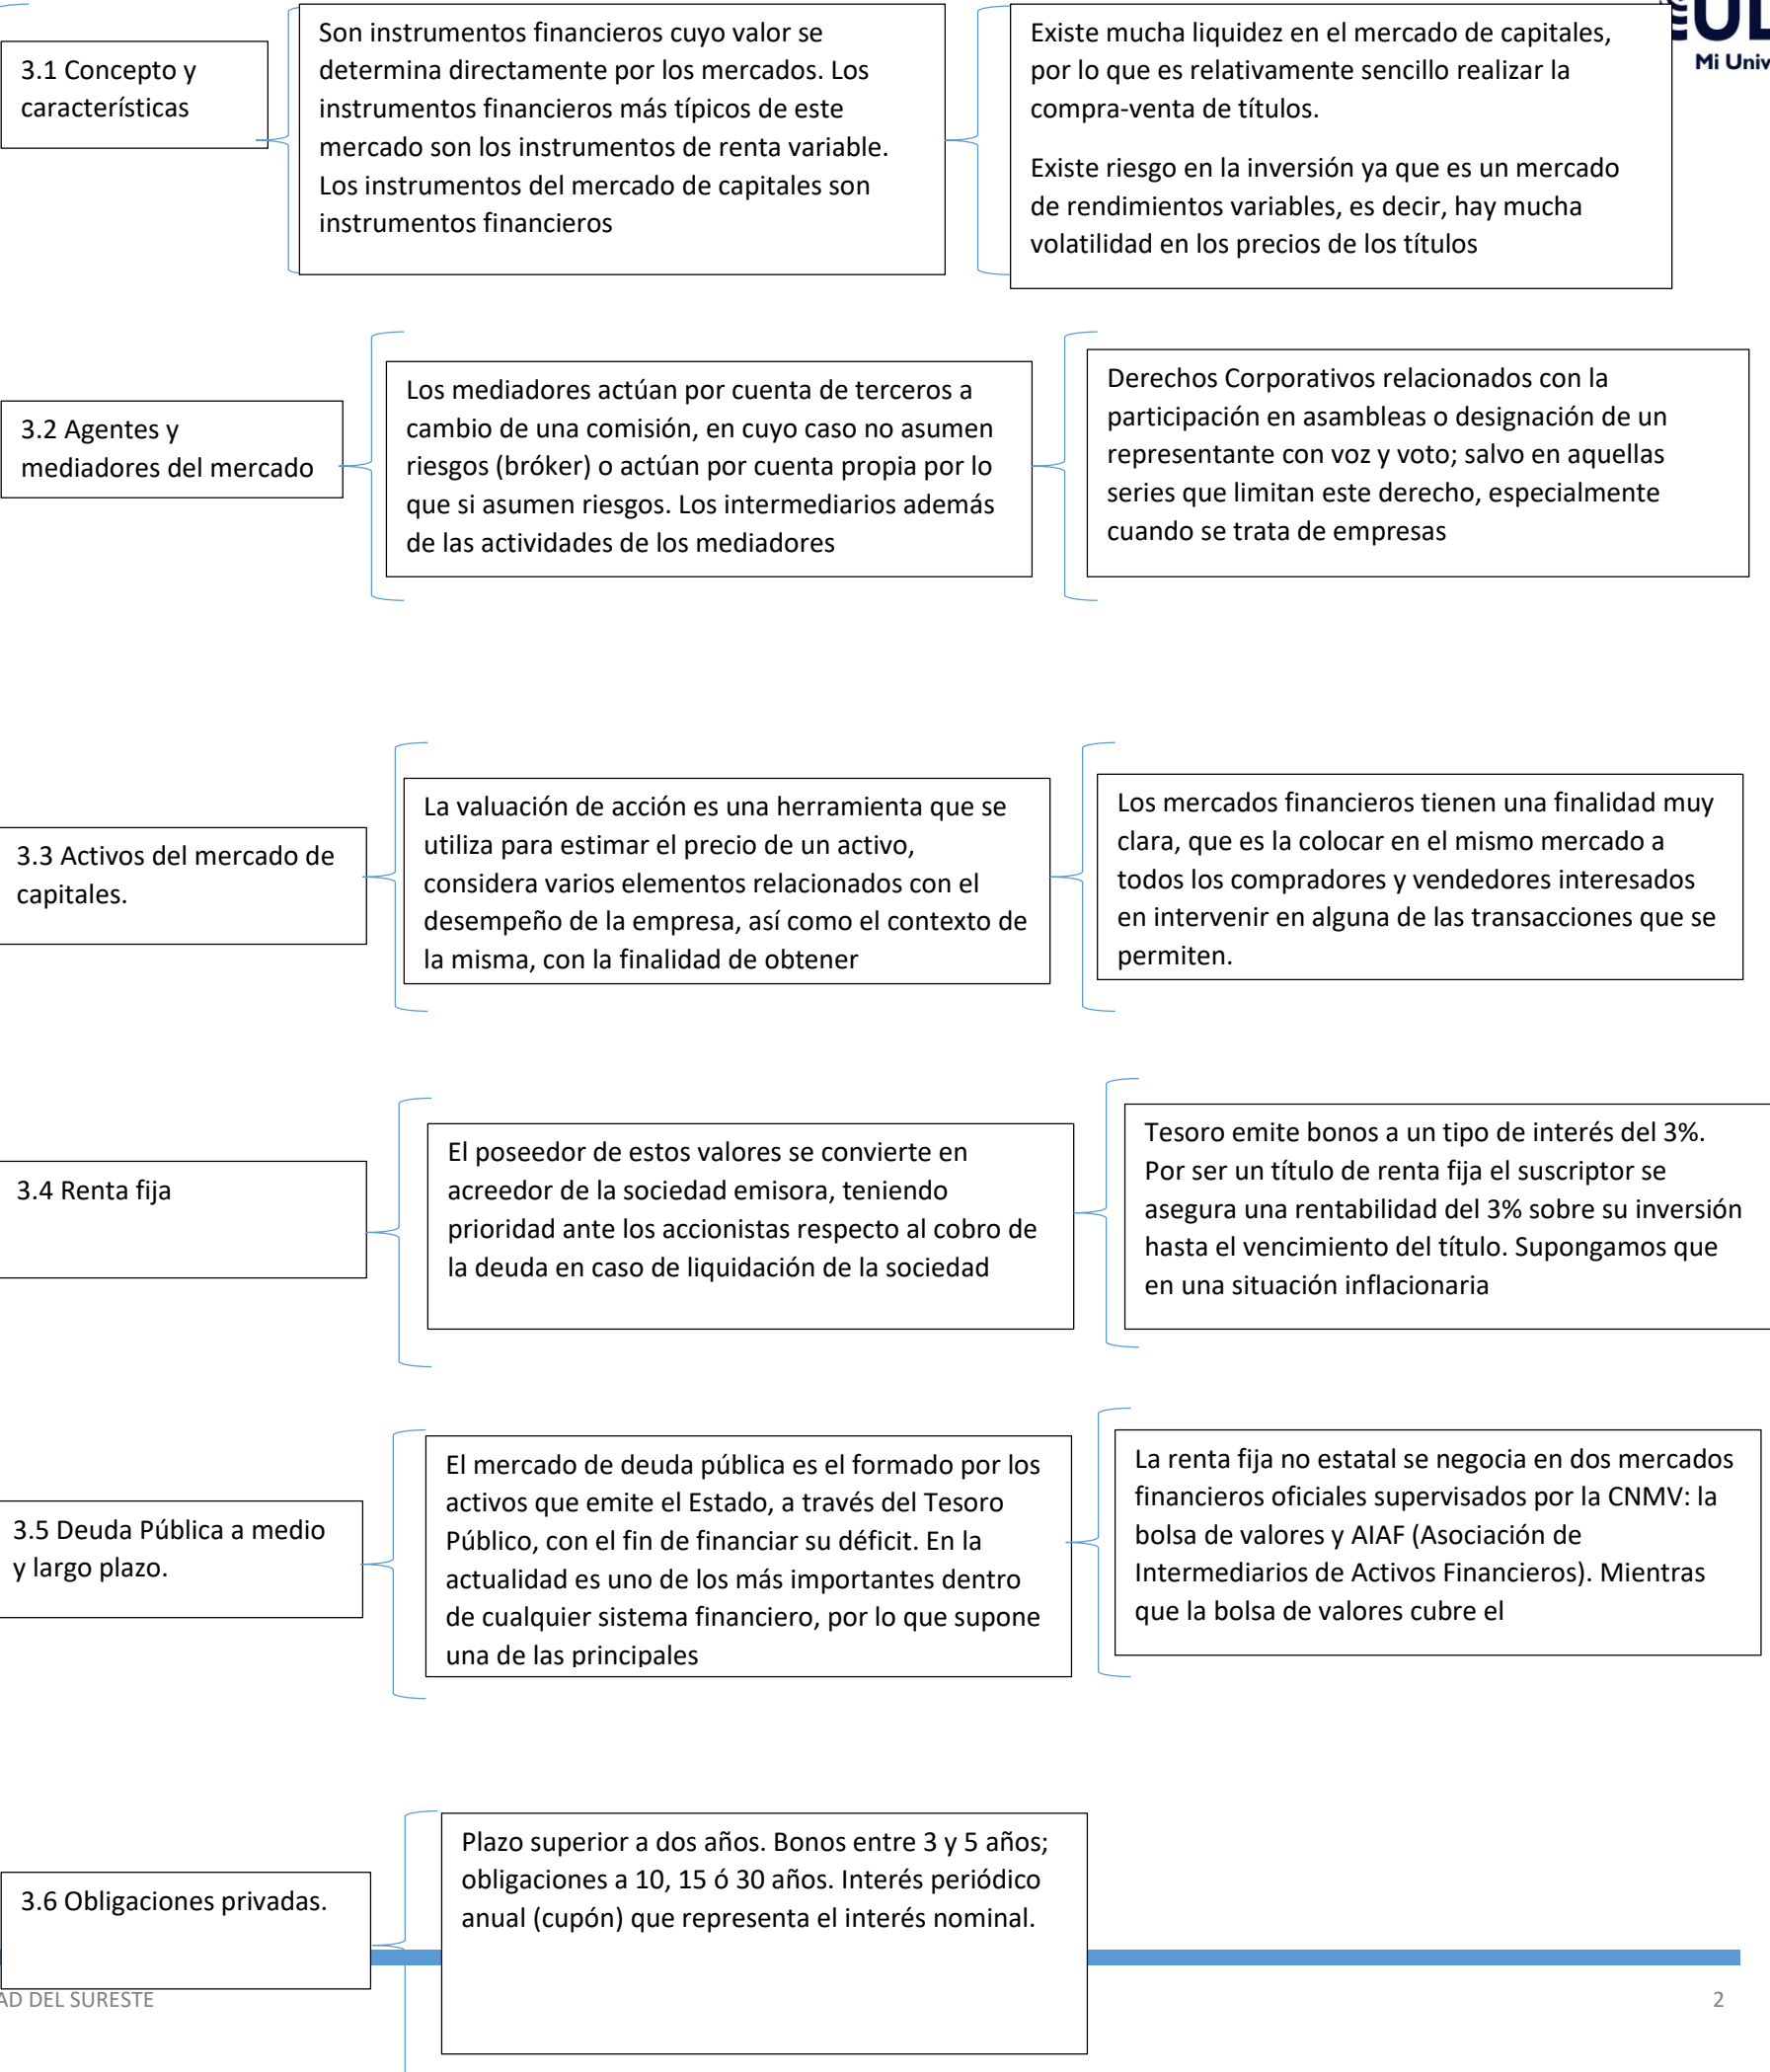 3.1 Concepto y
características
Son instrumentos financieros cuyo valor se
determina directamente por los mercados. Los
instrumentos financieros más típicos de este
mercado son los instrumentos de renta variable.
Los instrumentos del mercado de capitales son
instrumentos financieros
Existe mucha liquidez en el mercado de capitales,
por lo que es relativamente sencillo realizar la
compra-venta de títulos.
Existe riesgo en la inversión ya que es un mercado
de rendimientos variables, es decir, hay mucha
volatilidad en los precios de los títulos
Mi Univ
3.2 Agentes y
mediadores del mercado
Los mediadores actúan por cuenta de terceros a
cambio de una comisión, en cuyo caso no asumen
riesgos (bróker) o actúan por cuenta propia por lo
que si asumen riesgos. Los intermediarios además
de las actividades de los mediadores
Derechos Corporativos relacionados con la
participación en asambleas o designación de un
representante con voz y voto; salvo en aquellas
series que limitan este derecho, especialmente
cuando se trata de empresas
3.3 Activos del mercado de
capitales.
La valuación de acción es una herramienta que se
utiliza para estimar el precio de un activo,
considera varios elementos relacionados con el
desempeño de la empresa, así como el contexto de
la misma, con la finalidad de obtener
Los mercados financieros tienen una finalidad muy
clara, que es la colocar en el mismo mercado a
todos los compradores y vendedores interesados
en intervenir en alguna de las transacciones que se
permiten.
3.4 Renta fija
El poseedor de estos valores se convierte en
acreedor de la sociedad emisora, teniendo
prioridad ante los accionistas respecto al cobro de
la deuda en caso de liquidación de la sociedad
Tesoro emite bonos a un tipo de interés del 3%.
Por ser un título de renta fija el suscriptor se
asegura una rentabilidad del 3% sobre su inversión
hasta el vencimiento del título. Supongamos que
en una situación inflacionaria
3.5 Deuda Pública a medio
y largo plazo.
El mercado de deuda pública es el formado por los
activos que emite el Estado, a través del Tesoro
Público, con el fin de financiar su déficit. En la
actualidad es uno de los más importantes dentro
de cualquier sistema financiero, por lo que supone
una de las principales
La renta fija no estatal se negocia en dos mercados
financieros oficiales supervisados por la CNMV: la
bolsa de valores y AIAF (Asociación de
Intermediarios de Activos Financieros). Mientras
que la bolsa de valores cubre el
3.6 Obligaciones privadas.
Plazo superior a dos años. Bonos entre 3 y 5 años;
obligaciones a 10, 15 ó 30 años. Interés periódico
anual (cupón) que representa el interés nominal.
AD DEL SURESTE
2